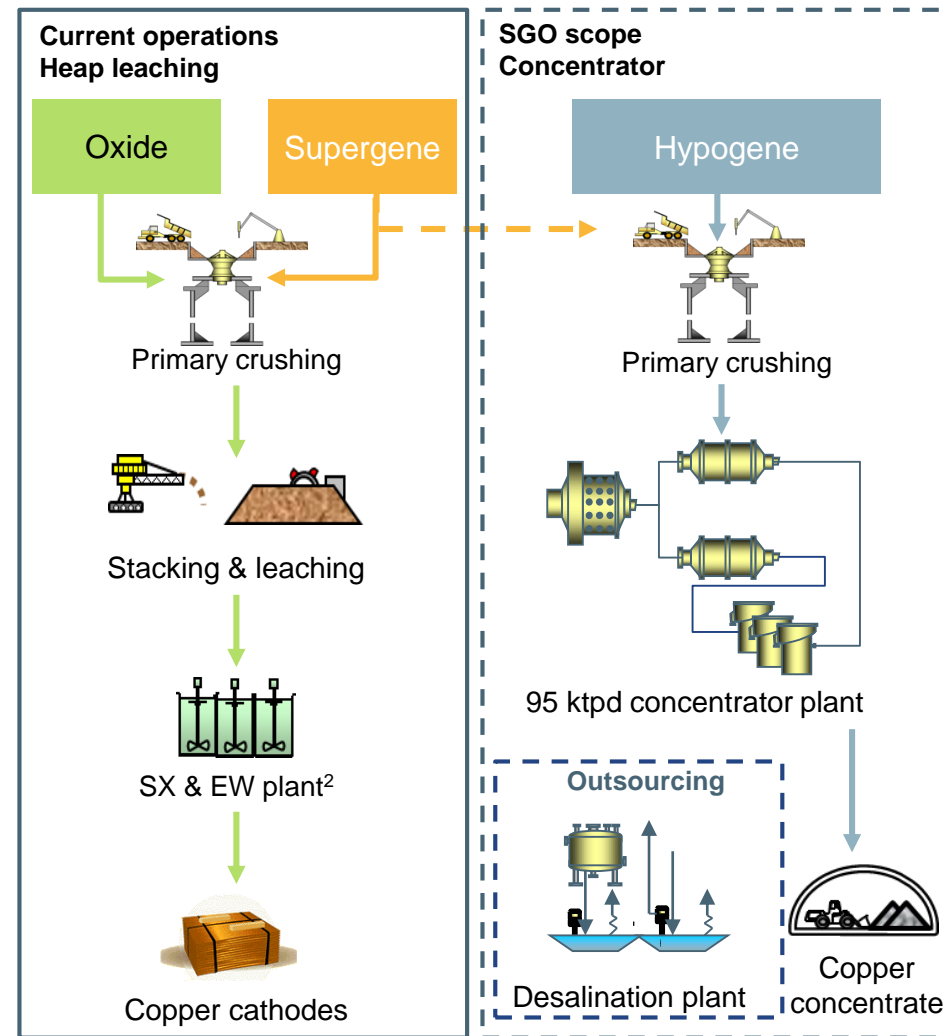 Current operations
Heap leaching
Oxide
Supergene
Primary crushing
Stacking & leaching
SX & EW plant²
Copper cathodes
SGO scope
Concentrator
Hypogene
Primary crushing
95 ktpd concentrator plant
Outsourcing
Desalination plant
Copper
concentrate